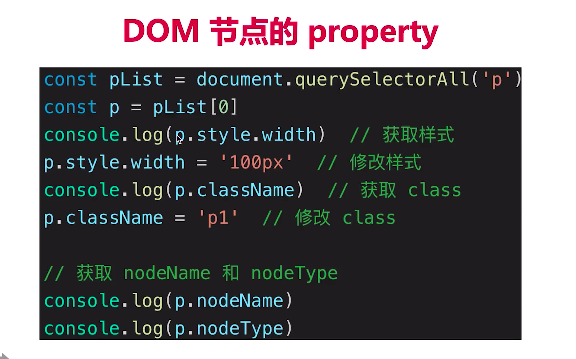 DOM 节点的 property
const pList = document.querySelectorAll('p')
const p = pList[0]
console.log(p.style.width)  // 获取样式
p.style.width = '100px'  // 修改样式
console.log(p.className)  // 获取 class
p.className = 'p1'  // 修改 class
// 获取 nodeName 和 nodeType
console.log(p.nodeName)
console.log(p.nodeType)